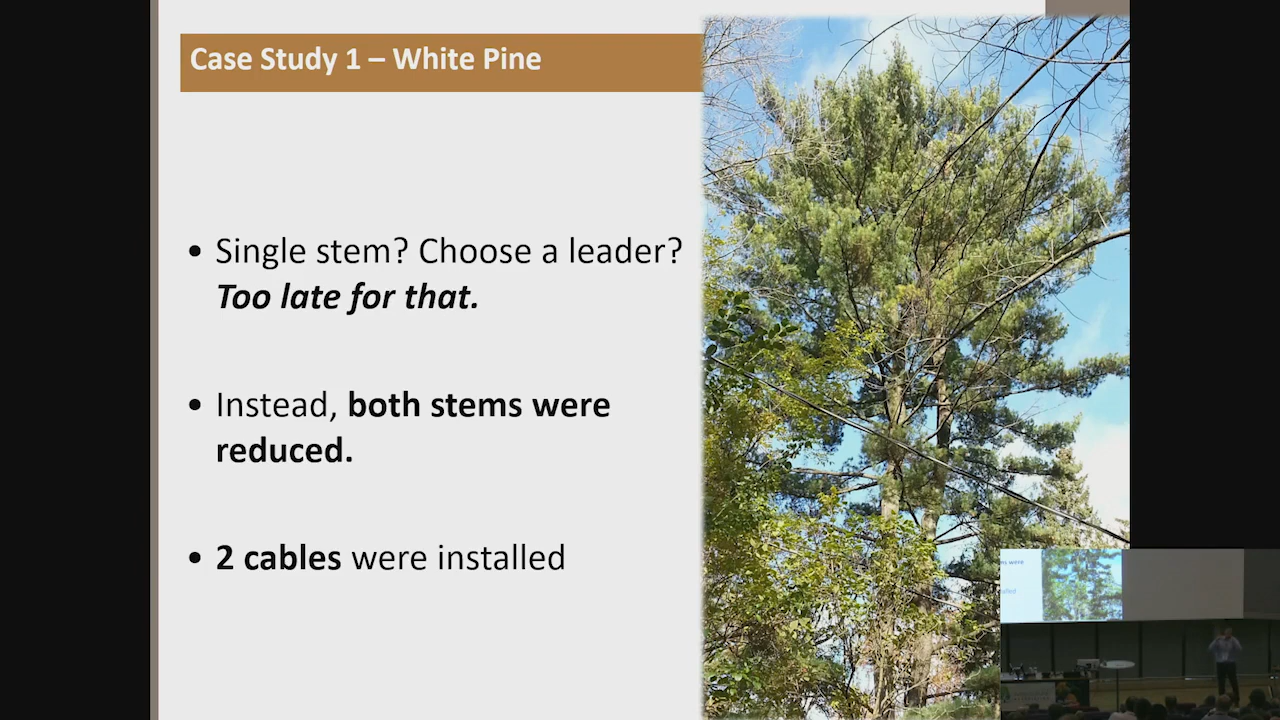 Case Study 1 – White Pine
• Single stem? Choose a leader?
Too late for that.
• Instead, both stems were
reduced.
• 2 cables were installed